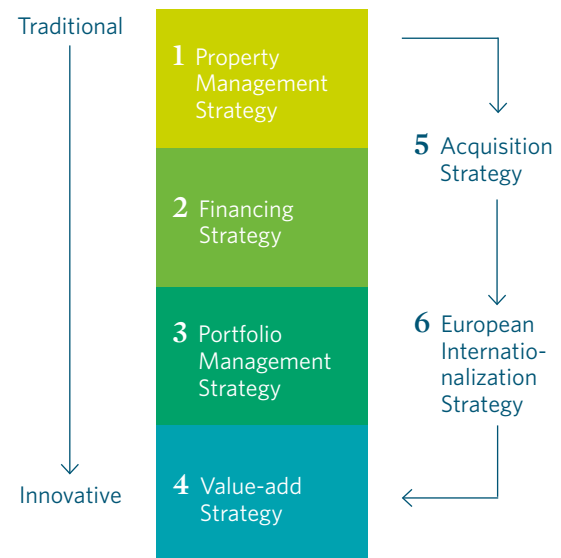 Traditional
1 Property
Management
Strategy
2 Financing
Strategy
3 Portfolio
Management
Strategy
4 Value-add
Strategy
Innovative
5 Acquisition
Strategy
6 European
Internatio-
nalization
Strategy